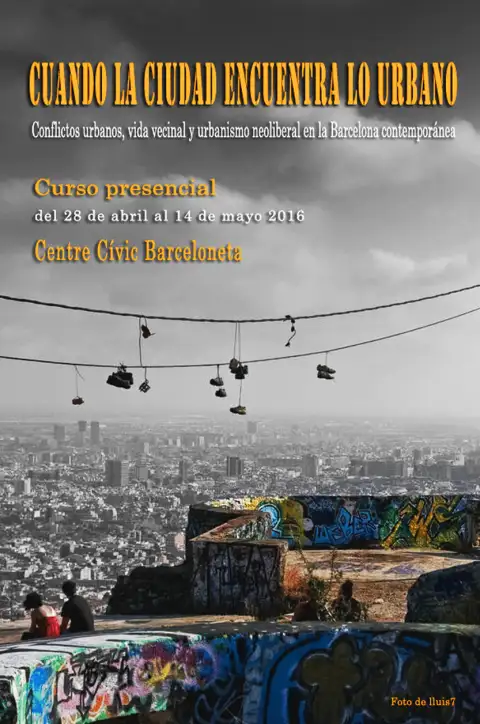 CUANDO LA CIUDAD ENCUENTRA LO URBANO
Conflictos urbanos, vida vecinal y urbanismo neoliberal en la Barcelona contemporánea
Curso presencial
del 28 de abril al 14 de mayo 2016
Centre Cívic Barceloneta
Foto de lluis7